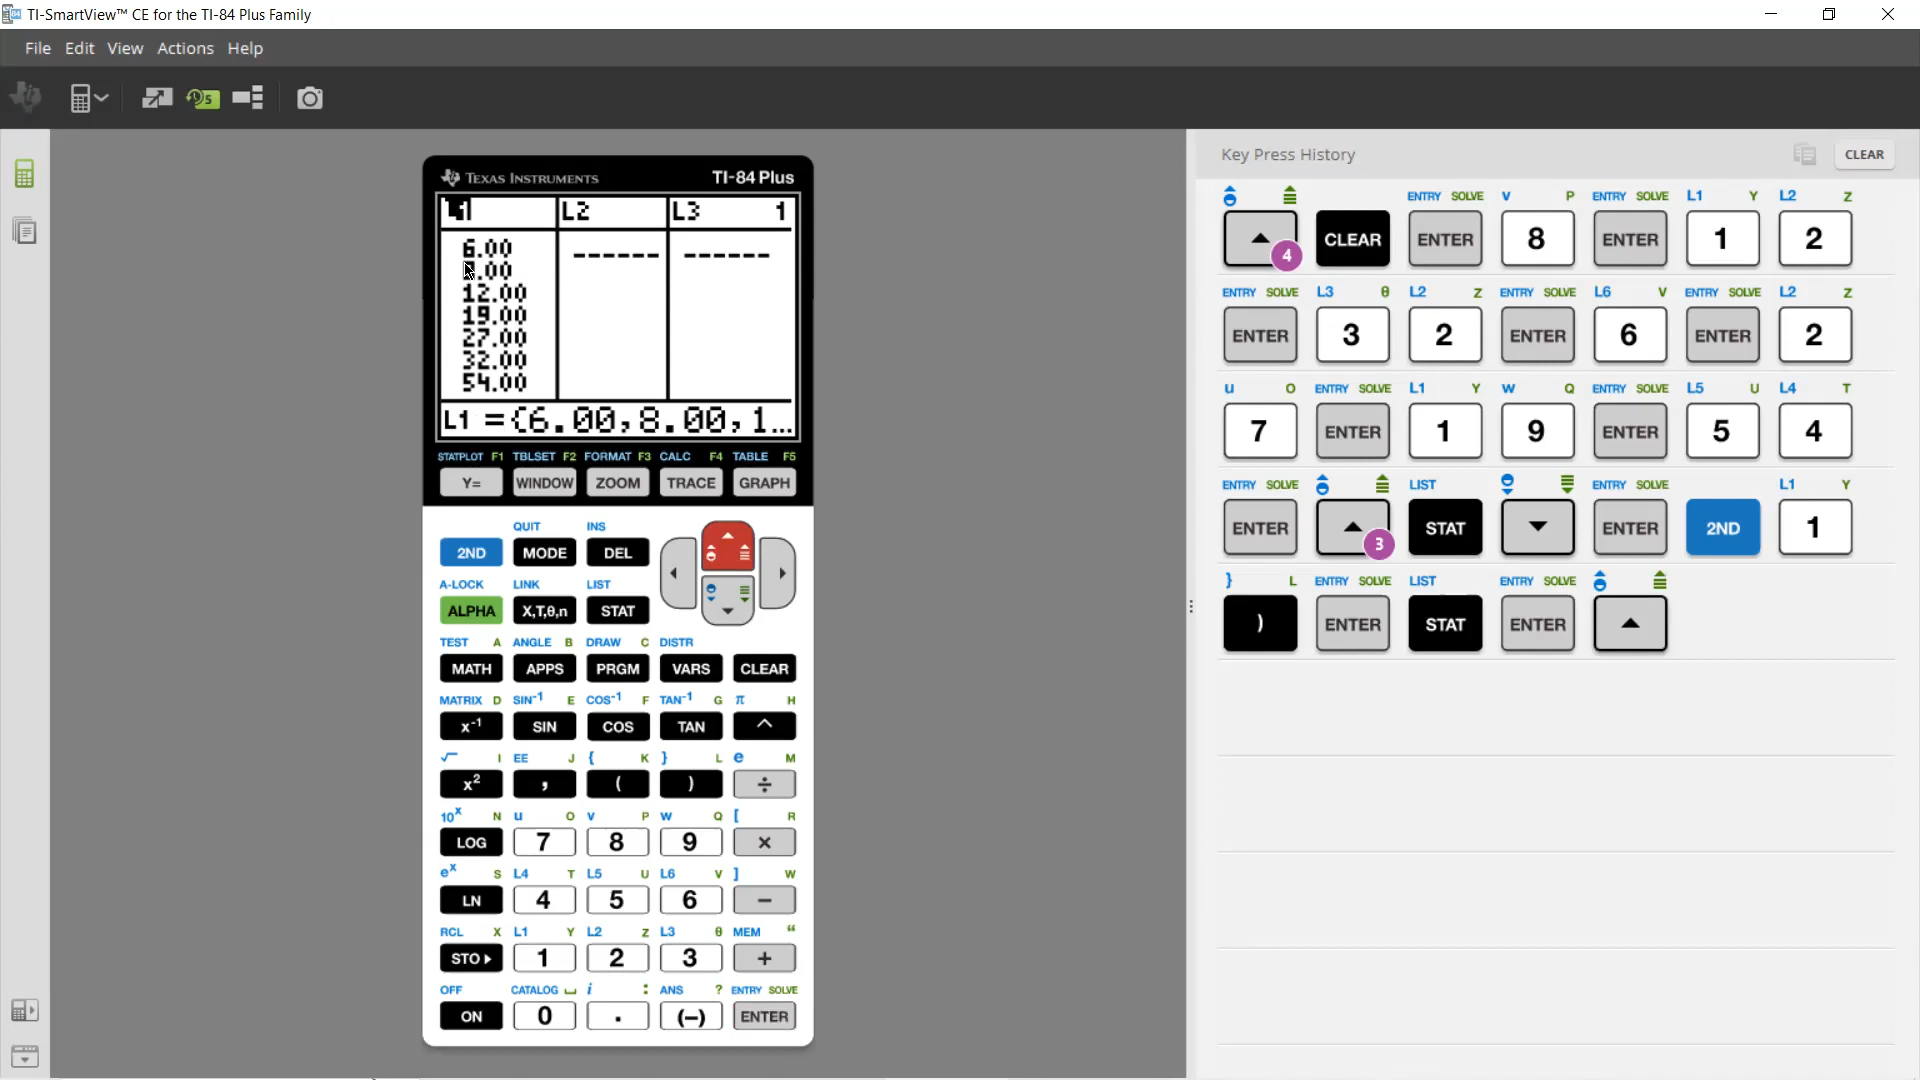 TI-SmartView™ CE for the TI-84 Plus Family
File Edit View Actions Help
5
Key Press History
CLEAR
TEXAS INSTRUMENTS TI-84 Plus
L1 L2 L3 1
6.00 ------ ------
.00
12.00
19.00
27.00
32.00
54.00
L1 ={6.00,8.00,1...
STATPLOT F1 TBLSET F2 FORMAT F3 CALC F4 TABLE F5
Y= WINDOW ZOOM TRACE GRAPH
QUIT INS
2ND MODE DEL
A-LOCK LINK LIST
ALPHA X,T,θ,n STAT
TEST A ANGLE B DRAW C DISTR
MATH APPS PRGM VARS CLEAR
MATRIX D SIN⁻¹ E COS⁻¹ F TAN⁻¹ G π H
x⁻¹ SIN COS TAN ^
√ I EE J { K } L e M
x² , ( ) ÷
10ˣ N u O v P w Q [ R
LOG 7 8 9 ×
eˣ S L4 T L5 U L6 V ] W
LN 4 5 6 −
RCL X L1 Y L2 Z L3 θ MEM “
STO▸ 1 2 3 +
OFF CATALOG ⎵ i : ANS ? ENTRY SOLVE
ON 0 . (−) ENTER
ENTRY SOLVE v P ENTRY SOLVE L1 Y L2 Z
▲ 4 CLEAR ENTER 8 ENTER 1 2
ENTRY SOLVE L3 θ L2 Z ENTRY SOLVE L6 V ENTRY SOLVE L2 Z
ENTER 3 2 ENTER 6 ENTER 2
u O ENTRY SOLVE L1 Y w Q ENTRY SOLVE L5 U L4 T
7 ENTER 1 9 ENTER 5 4
ENTRY SOLVE LIST ENTRY SOLVE L1 Y
ENTER ▲ 3 STAT ▼ ENTER 2ND 1
} L ENTRY SOLVE LIST ENTRY SOLVE
) ENTER STAT ENTER ▲